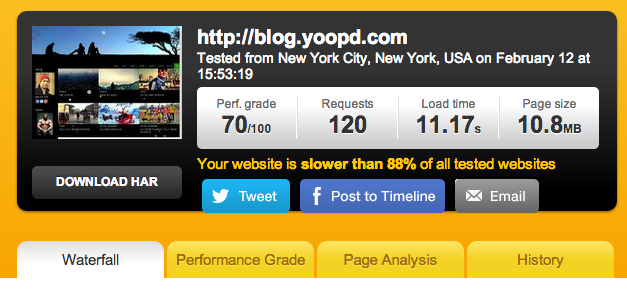 http://blog.yoopd.com
Tested from New York City, New York, USA on February 12 at
15:53:19
Perf. grade
70/100
Requests
120
Load time
11.17s
Page size
10.8MB
Your website is slower than 88% of all tested websites
DOWNLOAD HAR
Tweet
Post to Timeline
Email
Waterfall
Performance Grade
Page Analysis
History